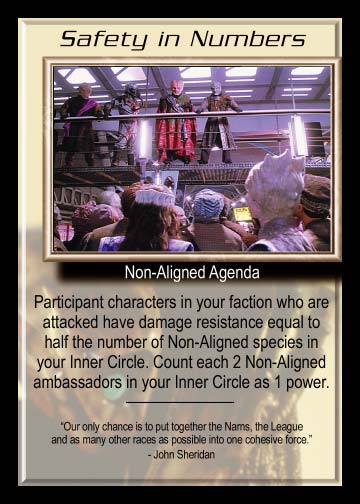 Safety in Numbers
Non-Aligned Agenda
Participant characters in your faction who are
attacked have damage resistance equal to
half the number of Non-Aligned species in
your Inner Circle. Count each 2 Non-Aligned
ambassadors in your Inner Circle as 1 power.
“Our only chance is to put together the Narns, the League
and as many other races as possible into one cohesive force.”
- John Sheridan